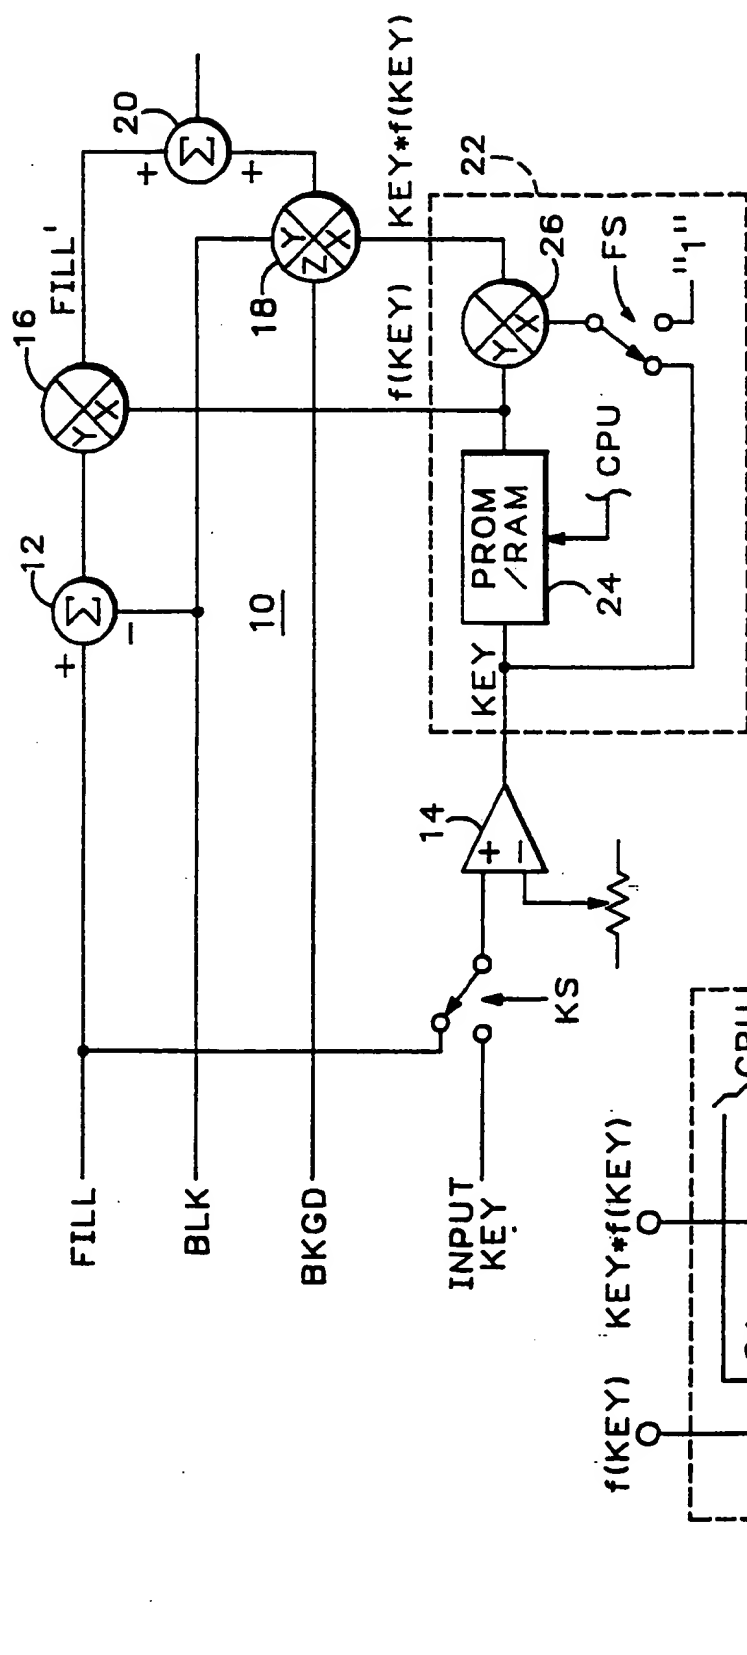 FILL
BLK
BKGD
INPUT
KEY
+
−
12
Σ
Y
X
16
FILL'
+
+
20
Σ
10
Z
Y
X
18
KS
+
−
14
KEY
f(KEY)
KEY*f(KEY)
22
PROM
/RAM
24
CPU
Y
X
26
FS
"1"
f(KEY)
KEY*f(KEY)